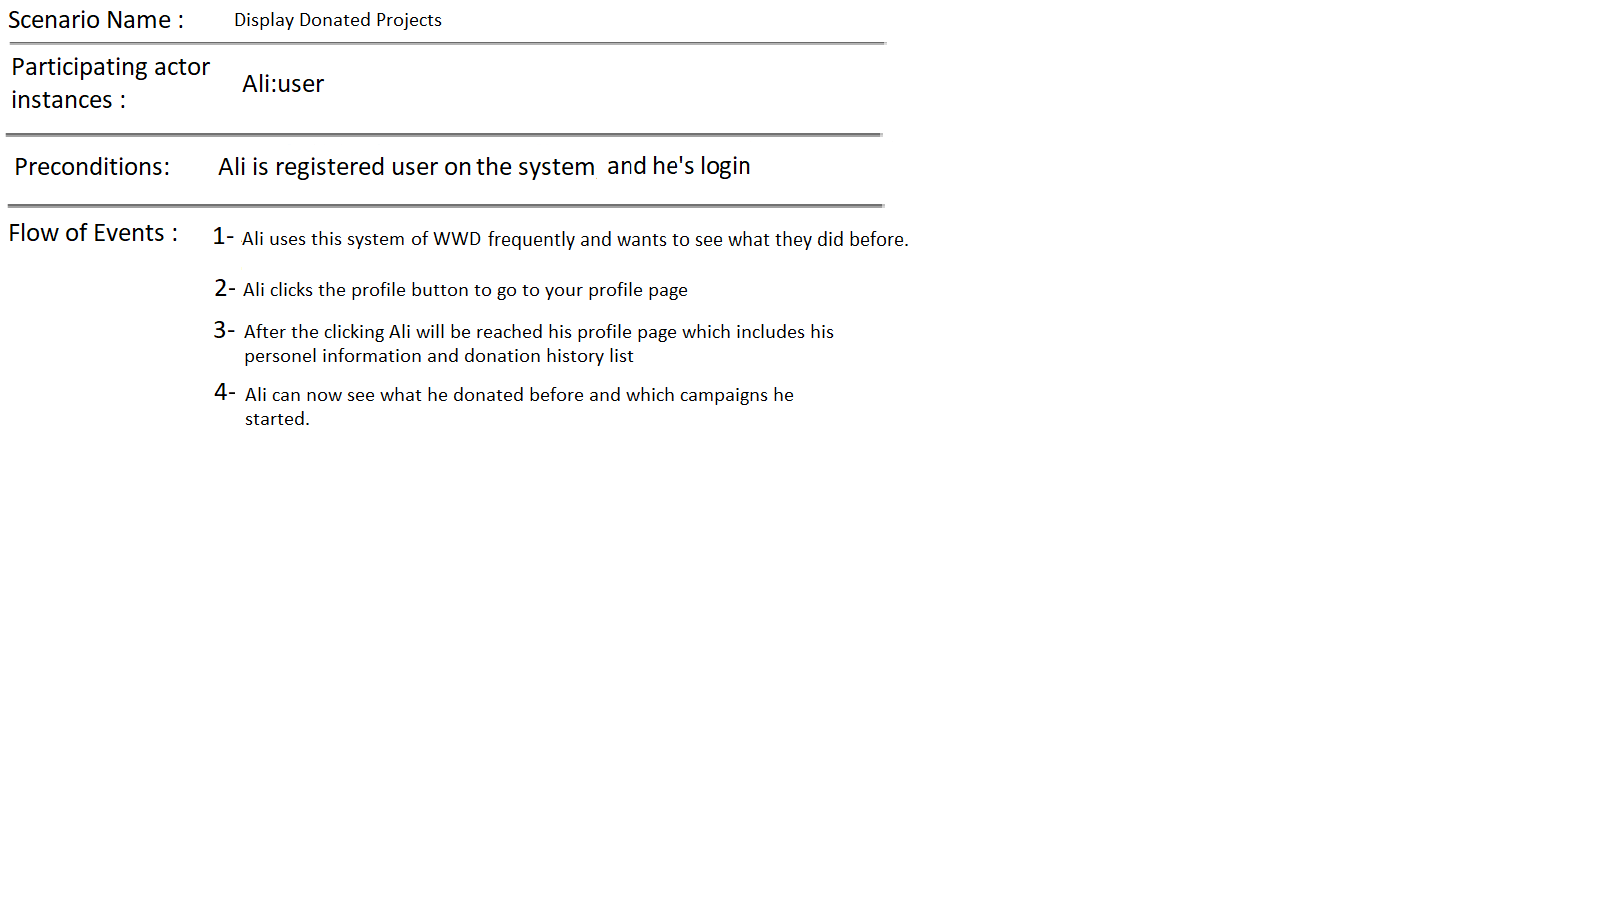 Scenario Name : Display Donated Projects
Participating actor
instances : Ali:user
Preconditions: Ali is registered user on the system and he's login
Flow of Events : 1- Ali uses this system of WWD frequently and wants to see what they did before.
2- Ali clicks the profile button to go to your profile page
3- After the clicking Ali will be reached his profile page which includes his
personel information and donation history list
4- Ali can now see what he donated before and which campaigns he
started.